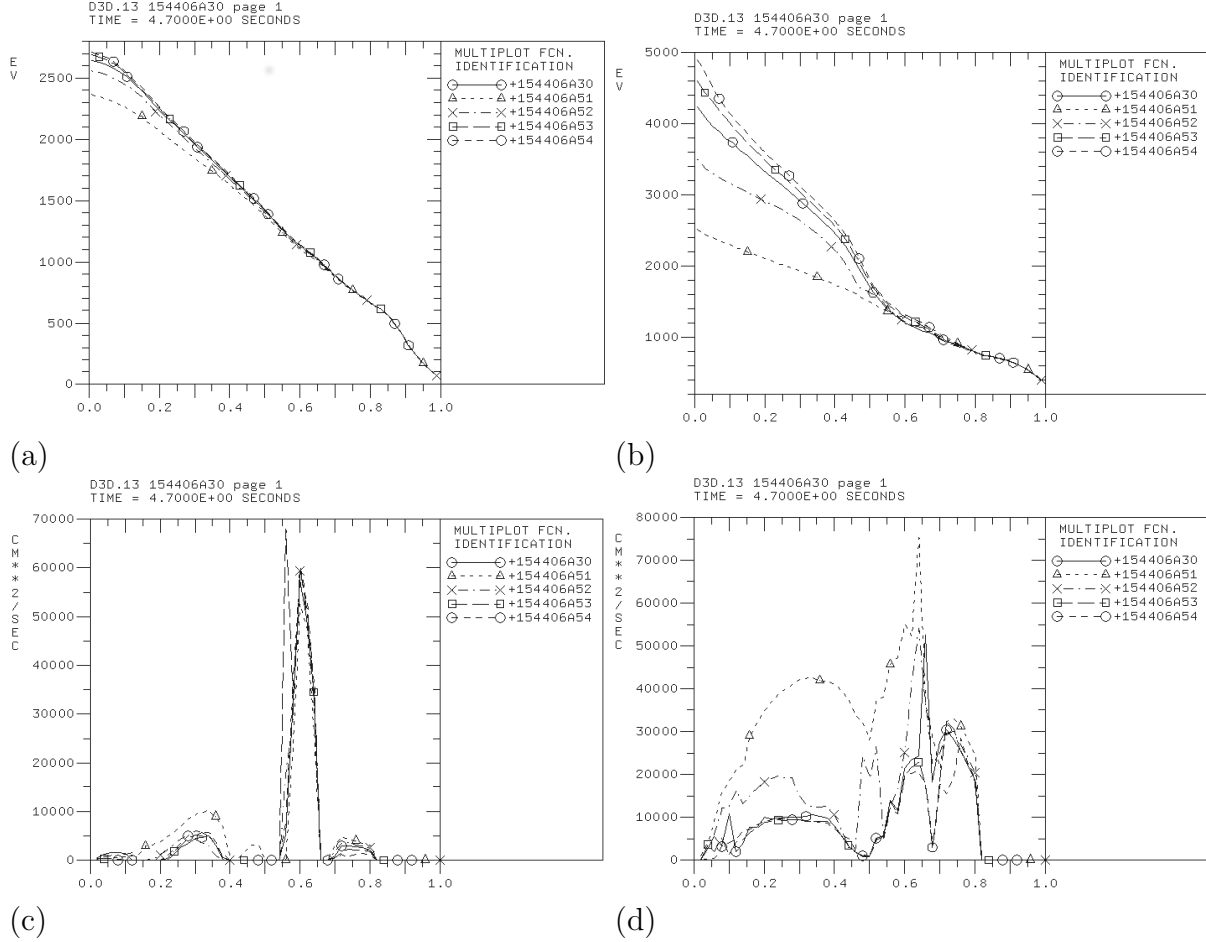 D3D.13 154406A30 page 1
TIME = 4.7000E+00 SECONDS
E
V
MULTIPLOT FCN.
IDENTIFICATION
+154406A30
+154406A51
+154406A52
+154406A53
+154406A54
2500
2000
1500
1000
500
0
0.0 0.2 0.4 0.6 0.8 1.0
(a)
D3D.13 154406A30 page 1
TIME = 4.7000E+00 SECONDS
E
V
MULTIPLOT FCN.
IDENTIFICATION
+154406A30
+154406A51
+154406A52
+154406A53
+154406A54
5000
4000
3000
2000
1000
0.0 0.2 0.4 0.6 0.8 1.0
(b)
D3D.13 154406A30 page 1
TIME = 4.7000E+00 SECONDS
C
M
*
*
2
/
S
E
C
MULTIPLOT FCN.
IDENTIFICATION
+154406A30
+154406A51
+154406A52
+154406A53
+154406A54
70000
60000
50000
40000
30000
20000
10000
0
0.0 0.2 0.4 0.6 0.8 1.0
(c)
D3D.13 154406A30 page 1
TIME = 4.7000E+00 SECONDS
C
M
*
*
2
/
S
E
C
MULTIPLOT FCN.
IDENTIFICATION
+154406A30
+154406A51
+154406A52
+154406A53
+154406A54
80000
70000
60000
50000
40000
30000
20000
10000
0
0.0 0.2 0.4 0.6 0.8 1.0
(d)